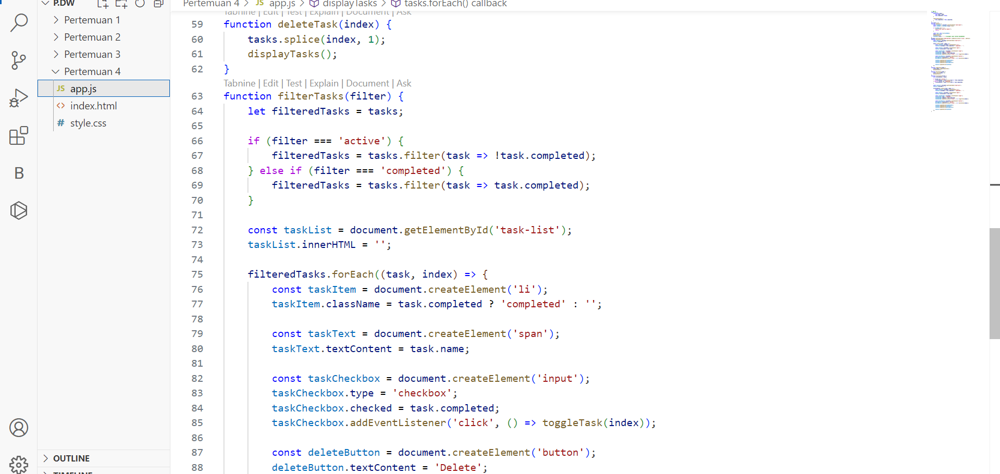 P.DW
Pertemuan 1
Pertemuan 2
Pertemuan 3
Pertemuan 4
JS app.js
<> index.html
# style.css
B
OUTLINE
TIMELINE
Pertemuan 4 > JS app.js > displayTasks > tasks.forEach() callback
Tabnine | Edit | Test | Explain | Document | Ask
59 function deleteTask(index) {
60 tasks.splice(index, 1);
61 displayTasks();
62 }
Tabnine | Edit | Test | Explain | Document | Ask
63 function filterTasks(filter) {
64 let filteredTasks = tasks;
65
66 if (filter === 'active') {
67 filteredTasks = tasks.filter(task => !task.completed);
68 } else if (filter === 'completed') {
69 filteredTasks = tasks.filter(task => task.completed);
70 }
71
72 const taskList = document.getElementById('task-list');
73 taskList.innerHTML = '';
74
75 filteredTasks.forEach((task, index) => {
76 const taskItem = document.createElement('li');
77 taskItem.className = task.completed ? 'completed' : '';
78
79 const taskText = document.createElement('span');
80 taskText.textContent = task.name;
81
82 const taskCheckbox = document.createElement('input');
83 taskCheckbox.type = 'checkbox';
84 taskCheckbox.checked = task.completed;
85 taskCheckbox.addEventListener('click', () => toggleTask(index));
86
87 const deleteButton = document.createElement('button');
88 deleteButton.textContent = 'Delete';